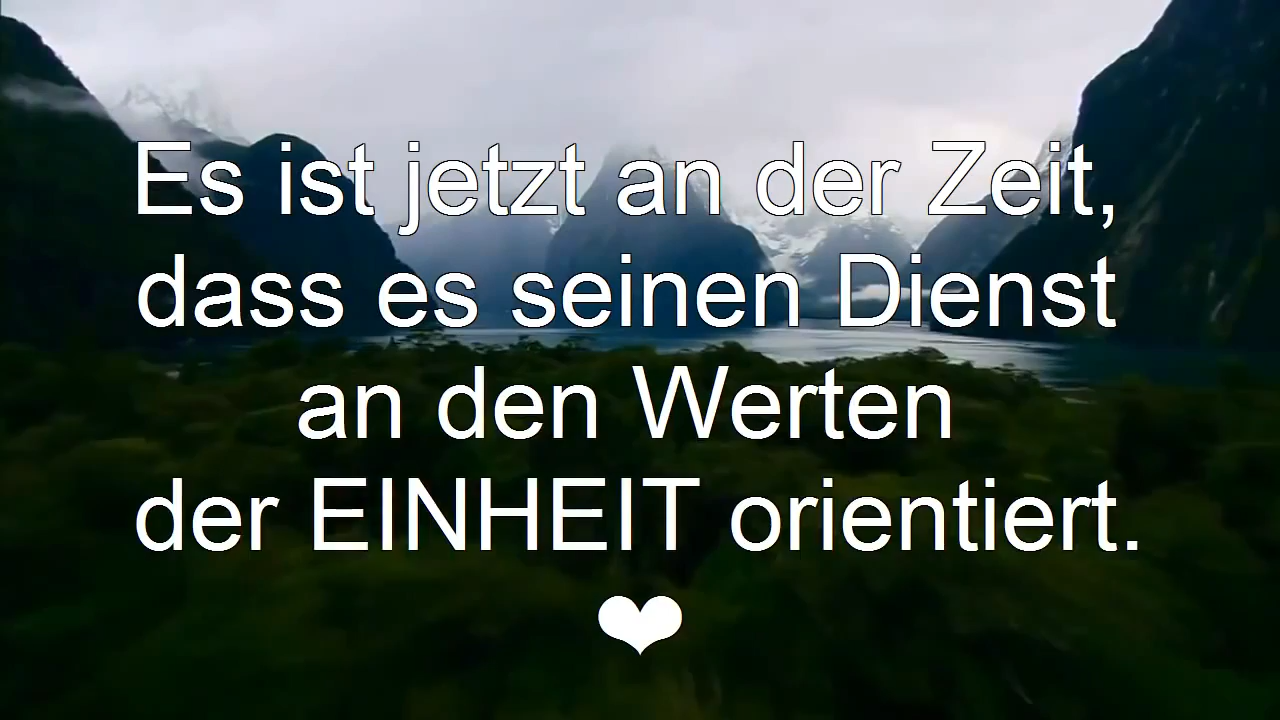 Es ist jetzt an der Zeit,
dass es seinen Dienst
an den Werten
der EINHEIT orientiert.
❤